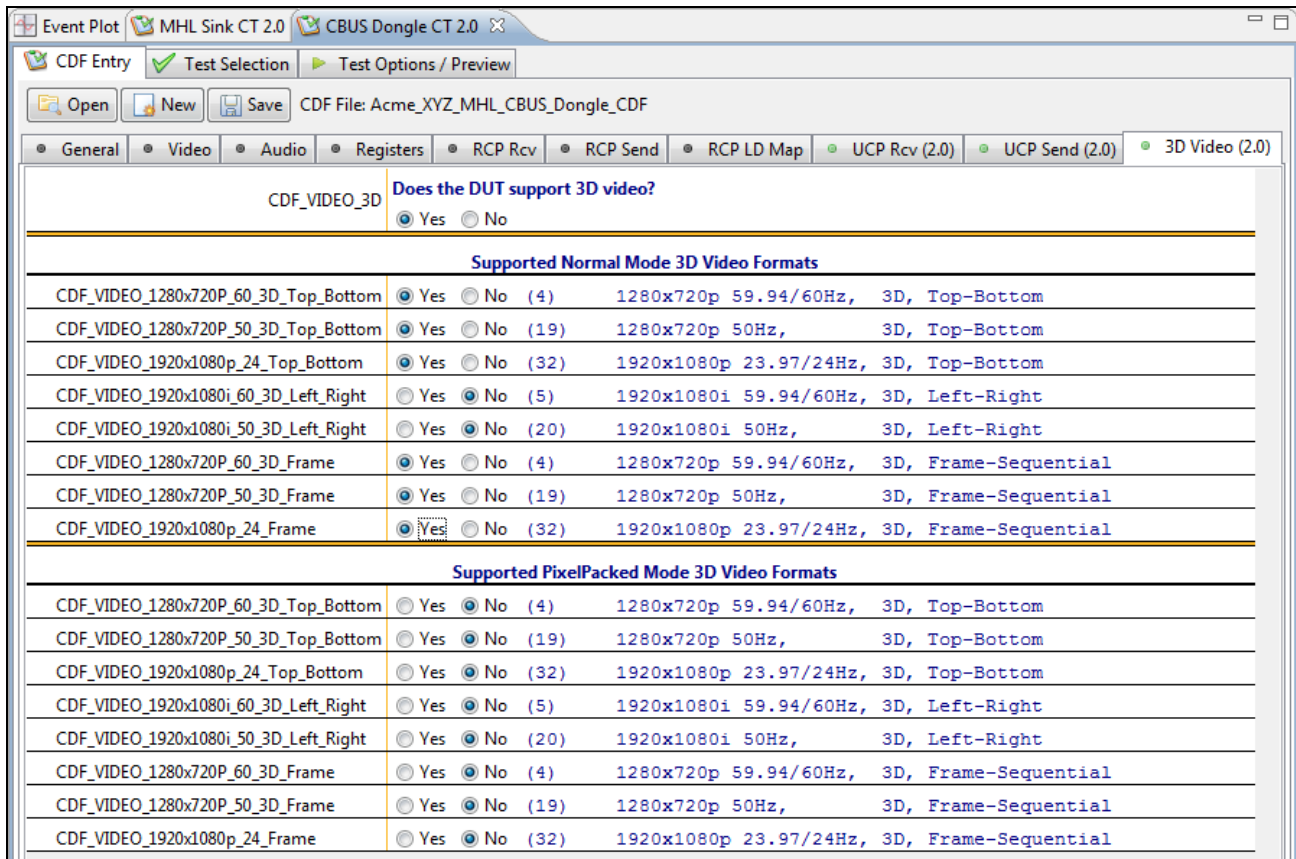 Event Plot MHL Sink CT 2.0 CBUS Dongle CT 2.0
CDF Entry Test Selection Test Options / Preview
Open New Save CDF File: Acme_XYZ_MHL_CBUS_Dongle_CDF
General Video Audio Registers RCP Rcv RCP Send RCP LD Map UCP Rcv (2.0) UCP Send (2.0) 3D Video (2.0)
CDF_VIDEO_3D Does the DUT support 3D video?
Yes No
Supported Normal Mode 3D Video Formats
CDF_VIDEO_1280x720P_60_3D_Top_Bottom Yes No (4) 1280x720p 59.94/60Hz, 3D, Top-Bottom
CDF_VIDEO_1280x720P_50_3D_Top_Bottom Yes No (19) 1280x720p 50Hz, 3D, Top-Bottom
CDF_VIDEO_1920x1080p_24_Top_Bottom Yes No (32) 1920x1080p 23.97/24Hz, 3D, Top-Bottom
CDF_VIDEO_1920x1080i_60_3D_Left_Right Yes No (5) 1920x1080i 59.94/60Hz, 3D, Left-Right
CDF_VIDEO_1920x1080i_50_3D_Left_Right Yes No (20) 1920x1080i 50Hz, 3D, Left-Right
CDF_VIDEO_1280x720P_60_3D_Frame Yes No (4) 1280x720p 59.94/60Hz, 3D, Frame-Sequential
CDF_VIDEO_1280x720P_50_3D_Frame Yes No (19) 1280x720p 50Hz, 3D, Frame-Sequential
CDF_VIDEO_1920x1080p_24_Frame Yes No (32) 1920x1080p 23.97/24Hz, 3D, Frame-Sequential
Supported PixelPacked Mode 3D Video Formats
CDF_VIDEO_1280x720P_60_3D_Top_Bottom Yes No (4) 1280x720p 59.94/60Hz, 3D, Top-Bottom
CDF_VIDEO_1280x720P_50_3D_Top_Bottom Yes No (19) 1280x720p 50Hz, 3D, Top-Bottom
CDF_VIDEO_1920x1080p_24_Top_Bottom Yes No (32) 1920x1080p 23.97/24Hz, 3D, Top-Bottom
CDF_VIDEO_1920x1080i_60_3D_Left_Right Yes No (5) 1920x1080i 59.94/60Hz, 3D, Left-Right
CDF_VIDEO_1920x1080i_50_3D_Left_Right Yes No (20) 1920x1080i 50Hz, 3D, Left-Right
CDF_VIDEO_1280x720P_60_3D_Frame Yes No (4) 1280x720p 59.94/60Hz, 3D, Frame-Sequential
CDF_VIDEO_1280x720P_50_3D_Frame Yes No (19) 1280x720p 50Hz, 3D, Frame-Sequential
CDF_VIDEO_1920x1080p_24_Frame Yes No (32) 1920x1080p 23.97/24Hz, 3D, Frame-Sequential